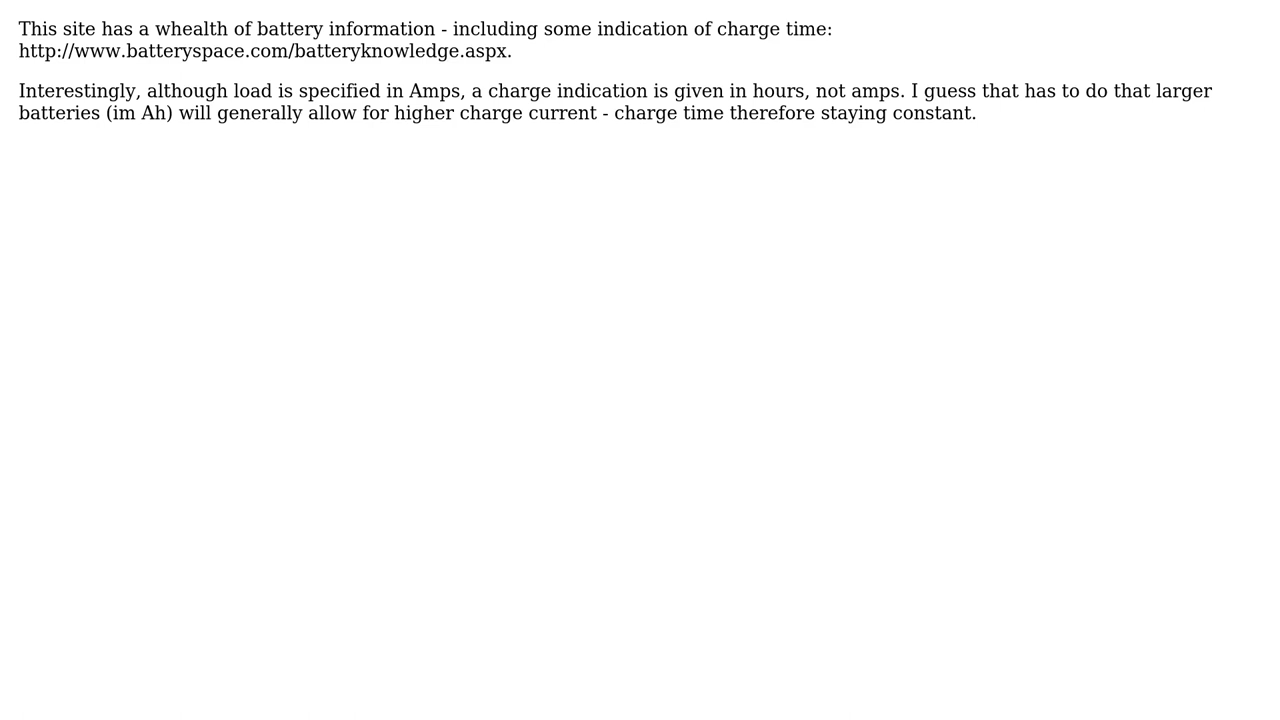 This site has a whealth of battery information - including some indication of charge time:
http://www.batteryspace.com/batteryknowledge.aspx.
Interestingly, although load is specified in Amps, a charge indication is given in hours, not amps. I guess that has to do that larger
batteries (im Ah) will generally allow for higher charge current - charge time therefore staying constant.